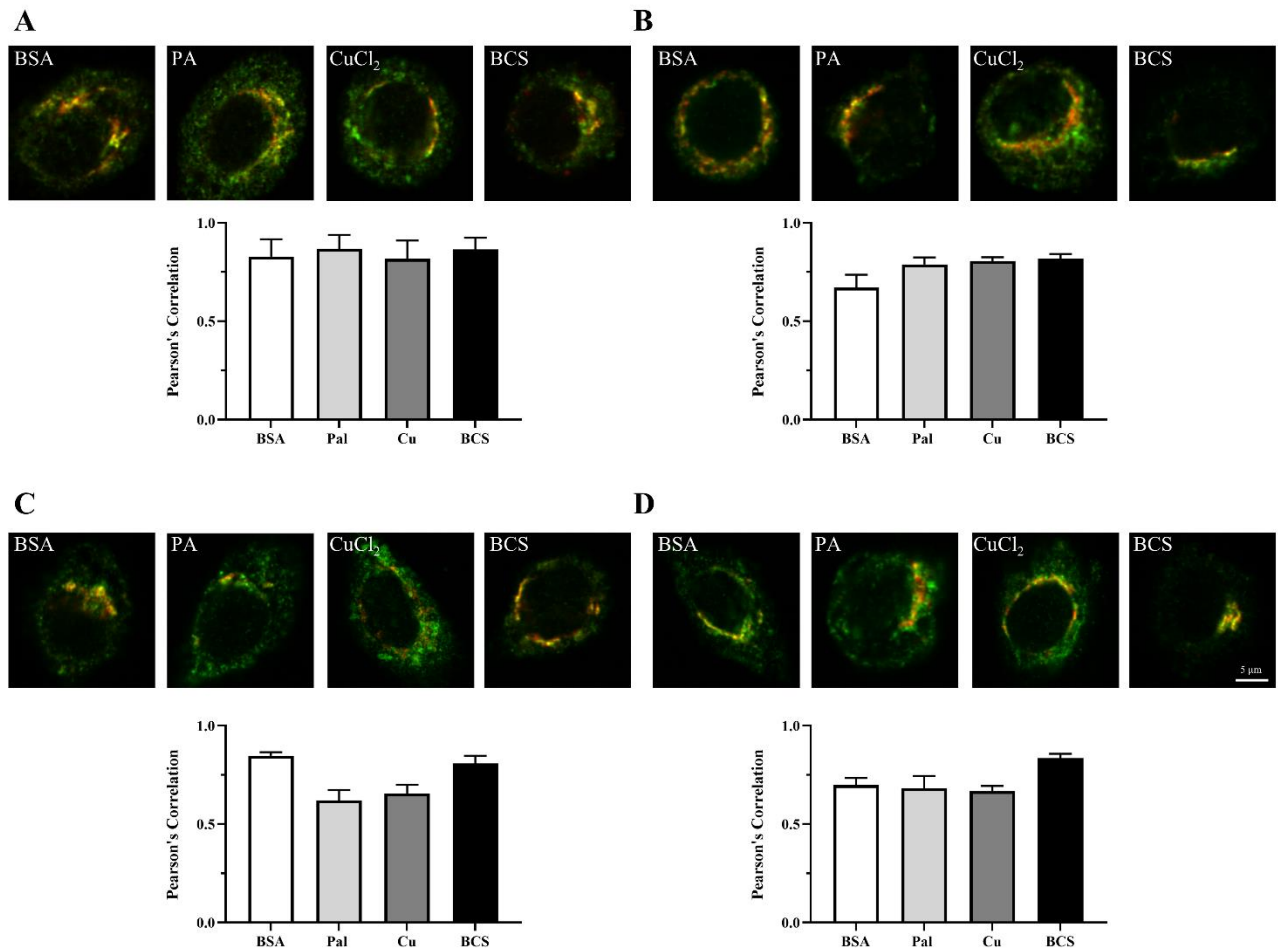 A
B
BSA PA CuCl₂ BCS
BSA PA CuCl₂ BCS
Pearson's Correlation
1.0
0.5
0.0
BSA Pal Cu BCS
Pearson's Correlation
1.0
0.5
0.0
BSA Pal Cu BCS
C
D
BSA PA CuCl₂ BCS
BSA PA CuCl₂ BCS
5 µm
Pearson's Correlation
1.0
0.5
0.0
BSA Pal Cu BCS
Pearson's Correlation
1.0
0.5
0.0
BSA Pal Cu BCS